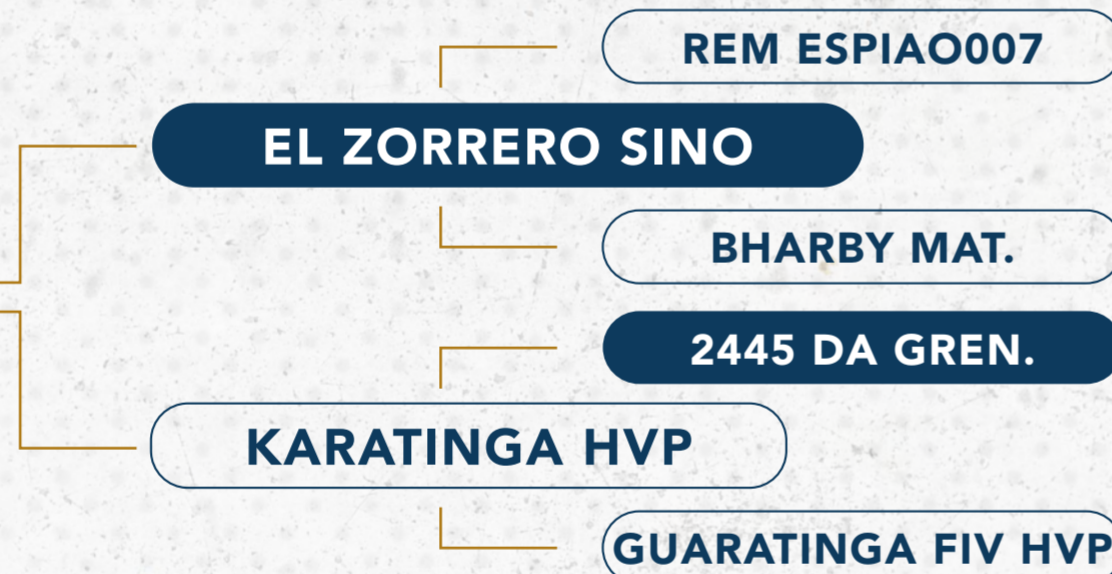 REM ESPIAO007
EL ZORRERO SINO
BHARBY MAT.
2445 DA GREN.
KARATINGA HVP
GUARATINGA FIV HVP